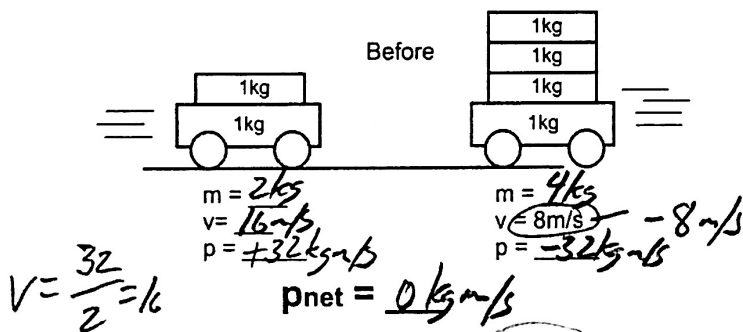 Before
1kg
1kg
1kg
1kg
1kg
1kg
m = 2kg
v= 16m/s
p = +32kgm/s
m = 4kg
v 8m/s - 8m/s
p = -32kgm/s
V = 32/2 = 16
pnet = 0 kgm/s